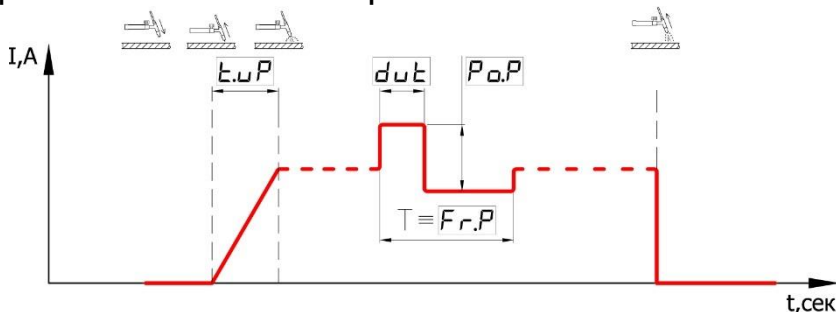 I,A
t.uP
dut
Po.P
T ≡ Fr.P
t,сек